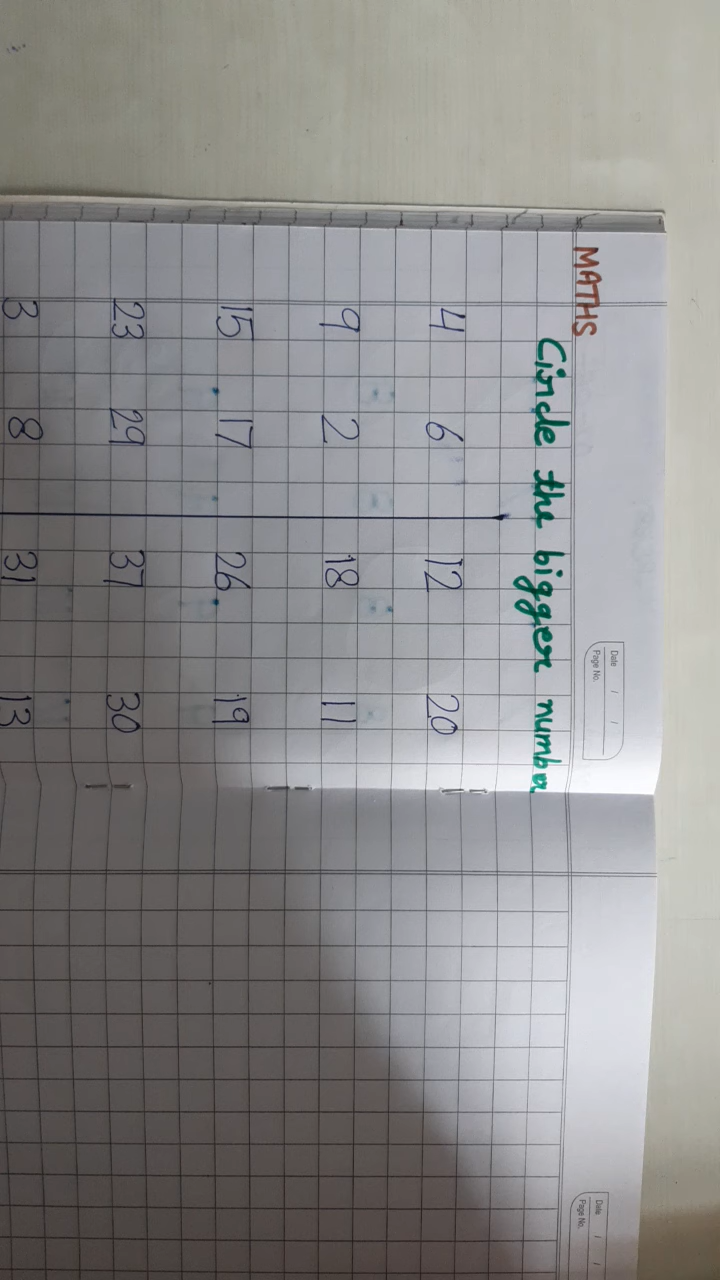 MATHS
Date / /
Page No.
Circle the bigger number
4 6 12 20
9 2 18 11
15 17 26 19
23 29 37 30
3 8 31 13
Date / /
Page No.